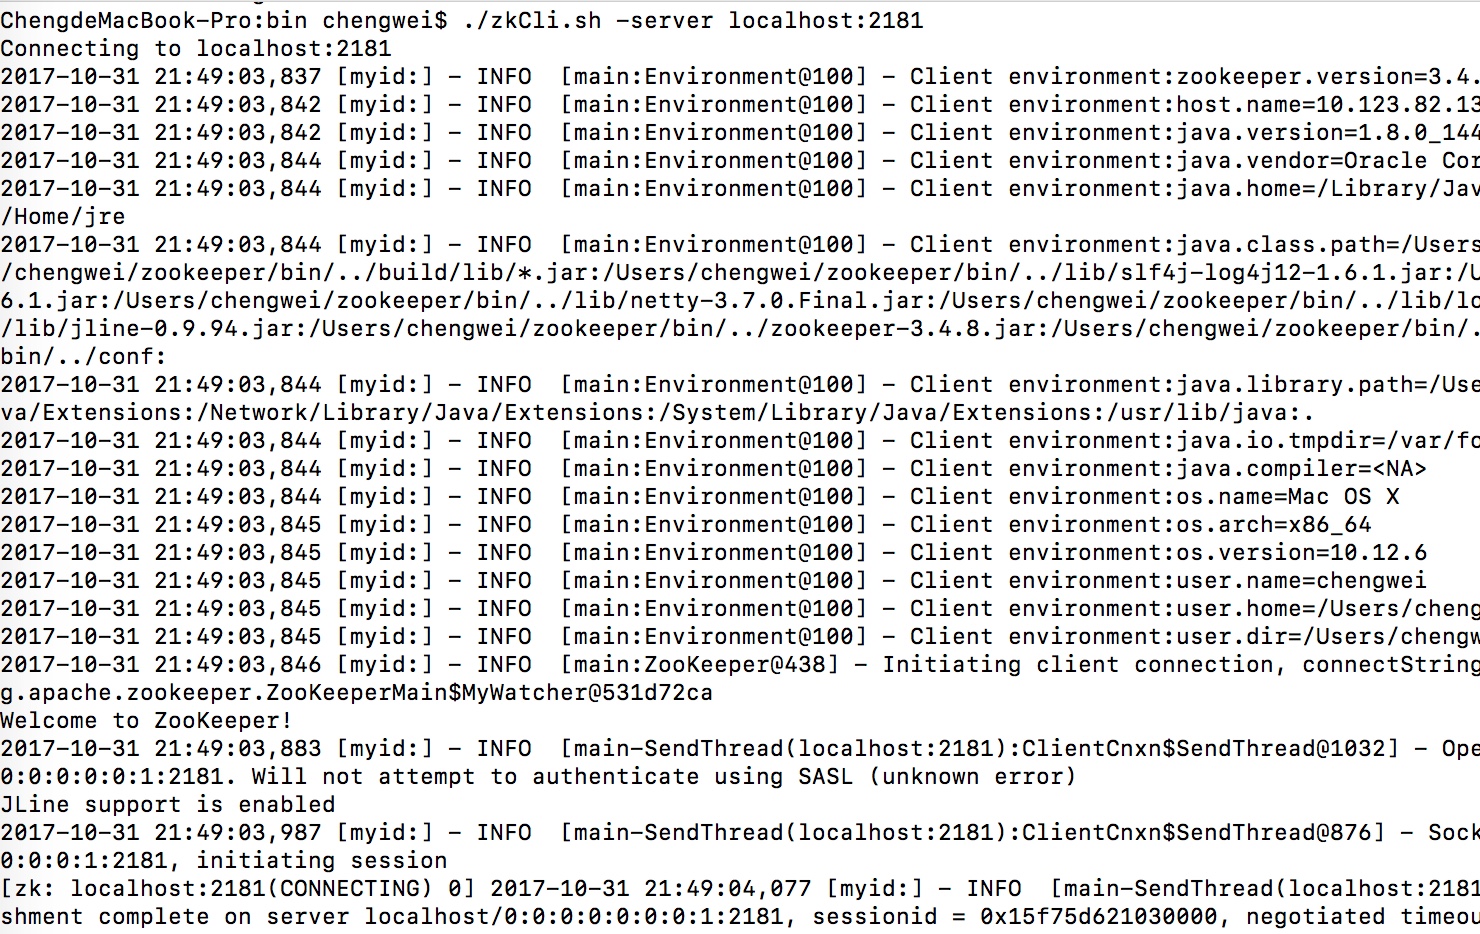 ChengdeMacBook-Pro:bin chengwei$ ./zkCli.sh -server localhost:2181
Connecting to localhost:2181
2017-10-31 21:49:03,837 [myid:] - INFO  [main:Environment@100] - Client environment:zookeeper.version=3.4.
2017-10-31 21:49:03,842 [myid:] - INFO  [main:Environment@100] - Client environment:host.name=10.123.82.13
2017-10-31 21:49:03,842 [myid:] - INFO  [main:Environment@100] - Client environment:java.version=1.8.0_144
2017-10-31 21:49:03,844 [myid:] - INFO  [main:Environment@100] - Client environment:java.vendor=Oracle Cor
2017-10-31 21:49:03,844 [myid:] - INFO  [main:Environment@100] - Client environment:java.home=/Library/Jav
/Home/jre
2017-10-31 21:49:03,844 [myid:] - INFO  [main:Environment@100] - Client environment:java.class.path=/Users
/chengwei/zookeeper/bin/../build/lib/*.jar:/Users/chengwei/zookeeper/bin/../lib/slf4j-log4j12-1.6.1.jar:/U
6.1.jar:/Users/chengwei/zookeeper/bin/../lib/netty-3.7.0.Final.jar:/Users/chengwei/zookeeper/bin/../lib/lo
/lib/jline-0.9.94.jar:/Users/chengwei/zookeeper/bin/../zookeeper-3.4.8.jar:/Users/chengwei/zookeeper/bin/.
bin/../conf:
2017-10-31 21:49:03,844 [myid:] - INFO  [main:Environment@100] - Client environment:java.library.path=/Use
va/Extensions:/Network/Library/Java/Extensions:/System/Library/Java/Extensions:/usr/lib/java:.
2017-10-31 21:49:03,844 [myid:] - INFO  [main:Environment@100] - Client environment:java.io.tmpdir=/var/fo
2017-10-31 21:49:03,844 [myid:] - INFO  [main:Environment@100] - Client environment:java.compiler=<NA>
2017-10-31 21:49:03,844 [myid:] - INFO  [main:Environment@100] - Client environment:os.name=Mac OS X
2017-10-31 21:49:03,845 [myid:] - INFO  [main:Environment@100] - Client environment:os.arch=x86_64
2017-10-31 21:49:03,845 [myid:] - INFO  [main:Environment@100] - Client environment:os.version=10.12.6
2017-10-31 21:49:03,845 [myid:] - INFO  [main:Environment@100] - Client environment:user.name=chengwei
2017-10-31 21:49:03,845 [myid:] - INFO  [main:Environment@100] - Client environment:user.home=/Users/cheng
2017-10-31 21:49:03,845 [myid:] - INFO  [main:Environment@100] - Client environment:user.dir=/Users/chengw
2017-10-31 21:49:03,846 [myid:] - INFO  [main:ZooKeeper@438] - Initiating client connection, connectString
g.apache.zookeeper.ZooKeeperMain$MyWatcher@531d72ca
Welcome to ZooKeeper!
2017-10-31 21:49:03,883 [myid:] - INFO  [main-SendThread(localhost:2181):ClientCnxn$SendThread@1032] - Ope
0:0:0:0:0:1:2181. Will not attempt to authenticate using SASL (unknown error)
JLine support is enabled
2017-10-31 21:49:03,987 [myid:] - INFO  [main-SendThread(localhost:2181):ClientCnxn$SendThread@876] - Sock
0:0:0:1:2181, initiating session
[zk: localhost:2181(CONNECTING) 0] 2017-10-31 21:49:04,077 [myid:] - INFO  [main-SendThread(localhost:2181
shment complete on server localhost/0:0:0:0:0:0:0:1:2181, sessionid = 0x15f75d621030000, negotiated timeou